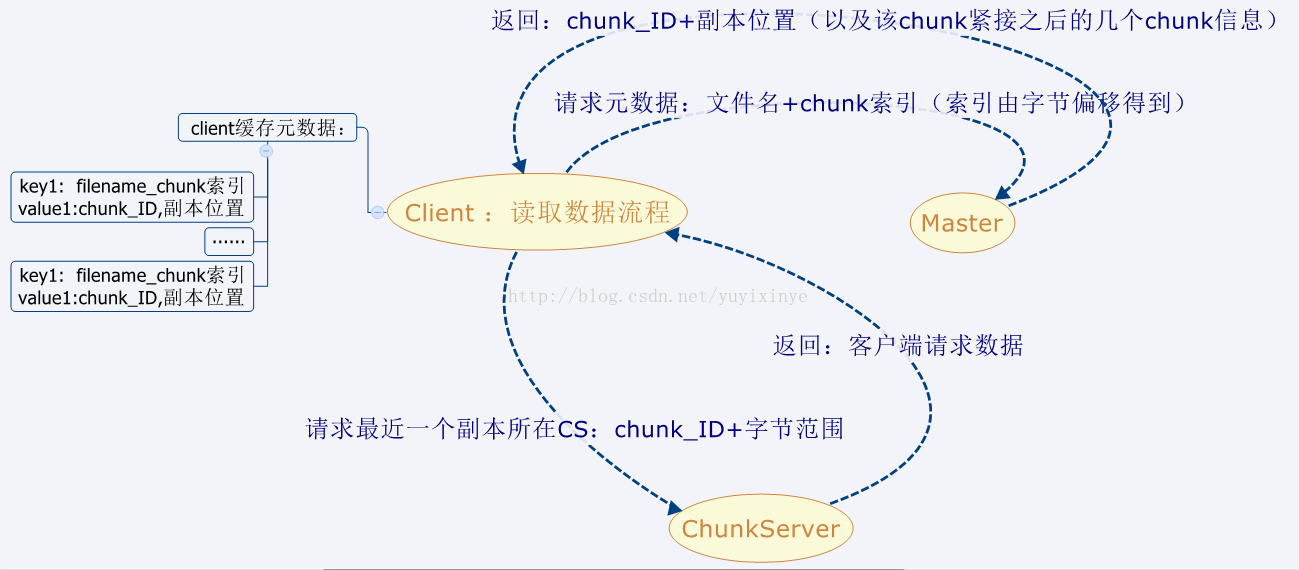 返回：chunk_ID+副本位置（以及该chunk紧接之后的几个chunk信息）
请求元数据：文件名+chunk索引（索引由字节偏移得到）
client缓存元数据：
key1：filename_chunk索引
value1:chunk_ID,副本位置
······
key1：filename_chunk索引
value1:chunk_ID,副本位置
Client ：读取数据流程
Master
http://blog.csdn.net/yuyixinye
返回：客户端请求数据
请求最近一个副本所在CS：chunk_ID+字节范围
ChunkServer